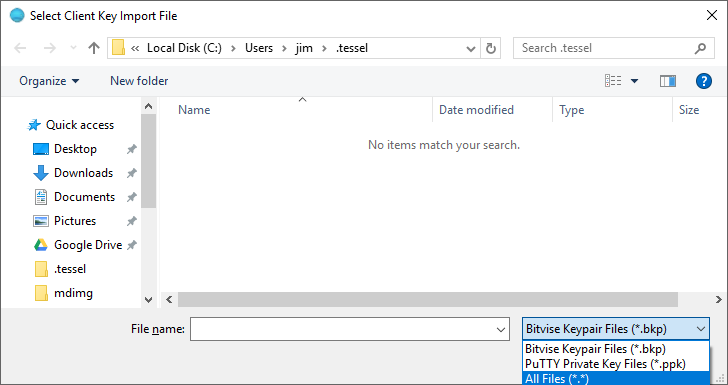 Select Client Key Import File
« Local Disk (C:) Users jim .tessel
Search .tessel
Organize New folder
Name Date modified Type Size
No items match your search.
Quick access
Desktop
Downloads
Documents
Pictures
Google Drive
.tessel
mdimg
File name: Bitvise Keypair Files (*.bkp)
Bitvise Keypair Files (*.bkp)
PuTTY Private Key Files (*.ppk)
All Files (*.*)